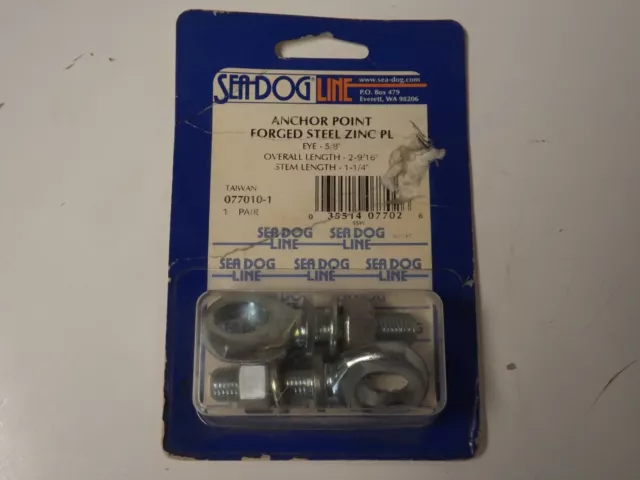 SEA-DOG LINE
www.sea-dog.com
P.O. Box 479
Everett, WA 98206
ANCHOR POINT
FORGED STEEL ZINC PL
EYE - 5/8"
OVERALL LENGTH - 2-9/16"
STEM LENGTH - 1-1/4"
TAIWAN
077010-1
1 PAIR
0 35514 07702 6
SEA DOG LINE SEA DOG LINE
SEA DOG LINE SEA DOG LINE SEA DOG LINE